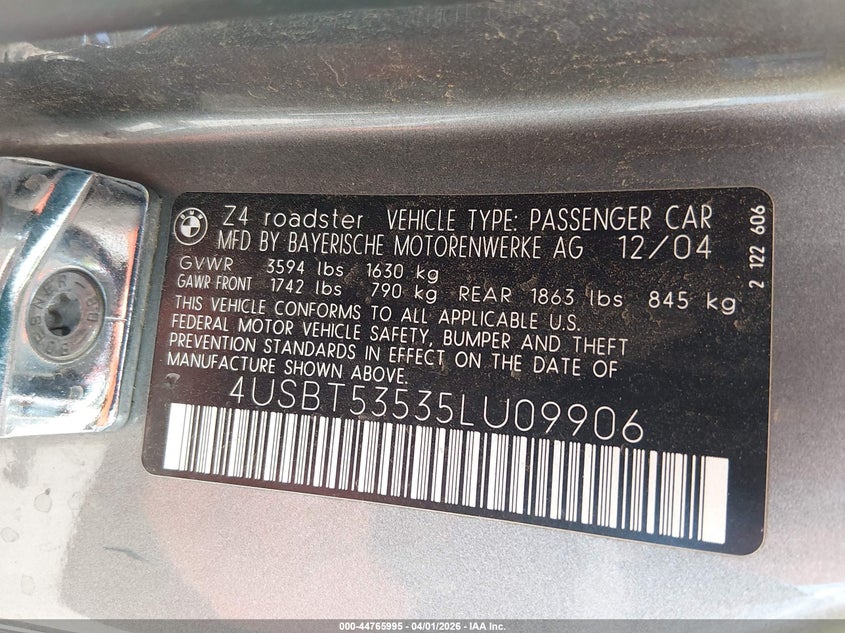 BMW
Z4 roadster VEHICLE TYPE: PASSENGER CAR
MFD BY BAYERISCHE MOTORENWERKE AG 12/04
GVWR 3594 lbs 1630 kg
GAWR FRONT 1742 lbs 790 kg REAR 1863 lbs 845 kg
THIS VEHICLE CONFORMS TO ALL APPLICABLE U.S.
FEDERAL MOTOR VEHICLE SAFETY, BUMPER AND THEFT
PREVENTION STANDARDS IN EFFECT ON THE DATE OF
MANUFACTURE SHOWN ABOVE.
4USBT53535LU09906
2 122 606
000-44765995 | 04/01/2026 | IAA Inc.